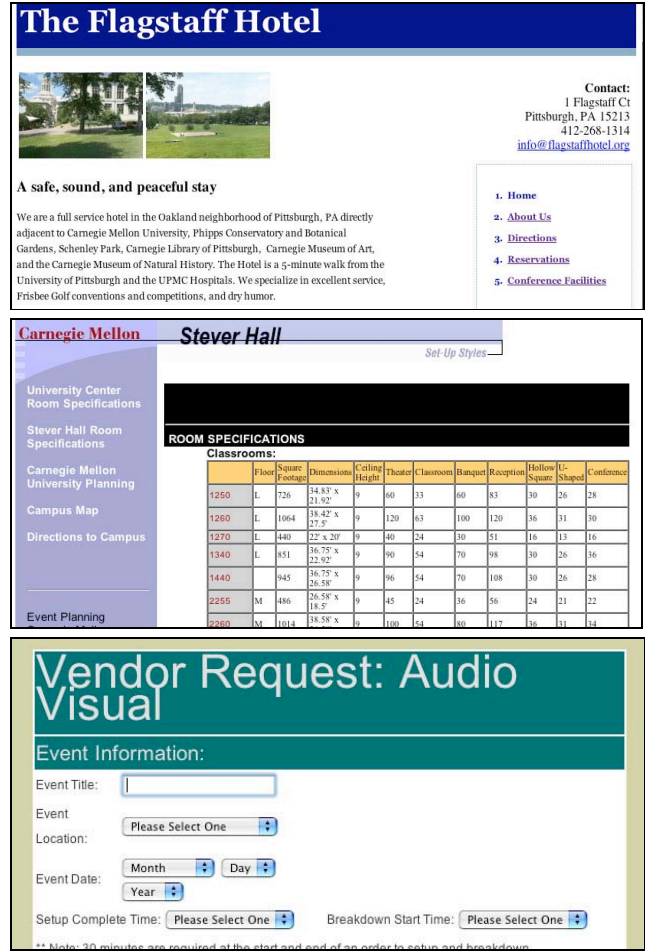 The Flagstaff Hotel
Contact:
1 Flagstaff Ct
Pittsburgh, PA 15213
412-268-1314
info@flagstaffhotel.org
A safe, sound, and peaceful stay
We are a full service hotel in the Oakland neighborhood of Pittsburgh, PA directly
adjacent to Carnegie Mellon University, Phipps Conservatory and Botanical
Gardens, Schenley Park, Carnegie Library of Pittsburgh, Carnegie Museum of Art,
and the Carnegie Museum of Natural History. The Hotel is a 5-minute walk from the
University of Pittsburgh and the UPMC Hospitals. We specialize in excellent service,
Frisbee Golf conventions and competitions, and dry humor.
1. Home
2. About Us
3. Directions
4. Reservations
5. Conference Facilities
Carnegie Mellon
Stever Hall
Set-Up Styles
University Center
Room Specifications
Stever Hall Room
Specifications
Carnegie Mellon
University Planning
Campus Map
Directions to Campus
Event Planning
ROOM SPECIFICATIONS
Classrooms:
Floor Square Footage Dimensions Ceiling Height Theater Classroom Banquet Reception Hollow Square U-Shaped Conference
1250 L 726 34.83' x 21.92' 9 60 33 60 83 30 26 28
1260 L 1064 38.42' x 27.5' 9 120 63 100 120 36 31 30
1270 L 440 22' x 20' 9 40 24 30 51 16 13 16
1340 L 851 36.75' x 22.92' 9 90 54 70 98 30 26 36
1440 945 36.75' x 26.58' 9 96 54 70 108 30 26 28
2255 M 486 26.58' x 18.5' 9 45 24 36 56 24 21 22
2260 M 1014 38.58' x 9 100 54 80 117 36 31 34
Vendor Request: Audio
Visual
Event Information:
Event Title:
Event
Location:
Please Select One
Event Date:
Month Day
Year
Setup Complete Time: Please Select One Breakdown Start Time: Please Select One
** Note: 30 minutes are required at the start and end of an order to setup and breakdown